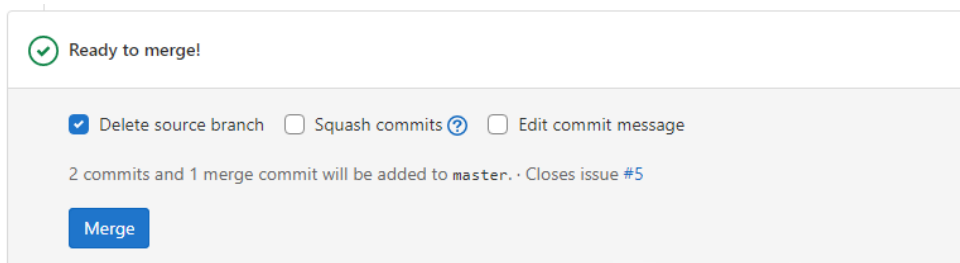 Ready to merge!
Delete source branch Squash commits ? Edit commit message
2 commits and 1 merge commit will be added to master. · Closes issue #5
Merge